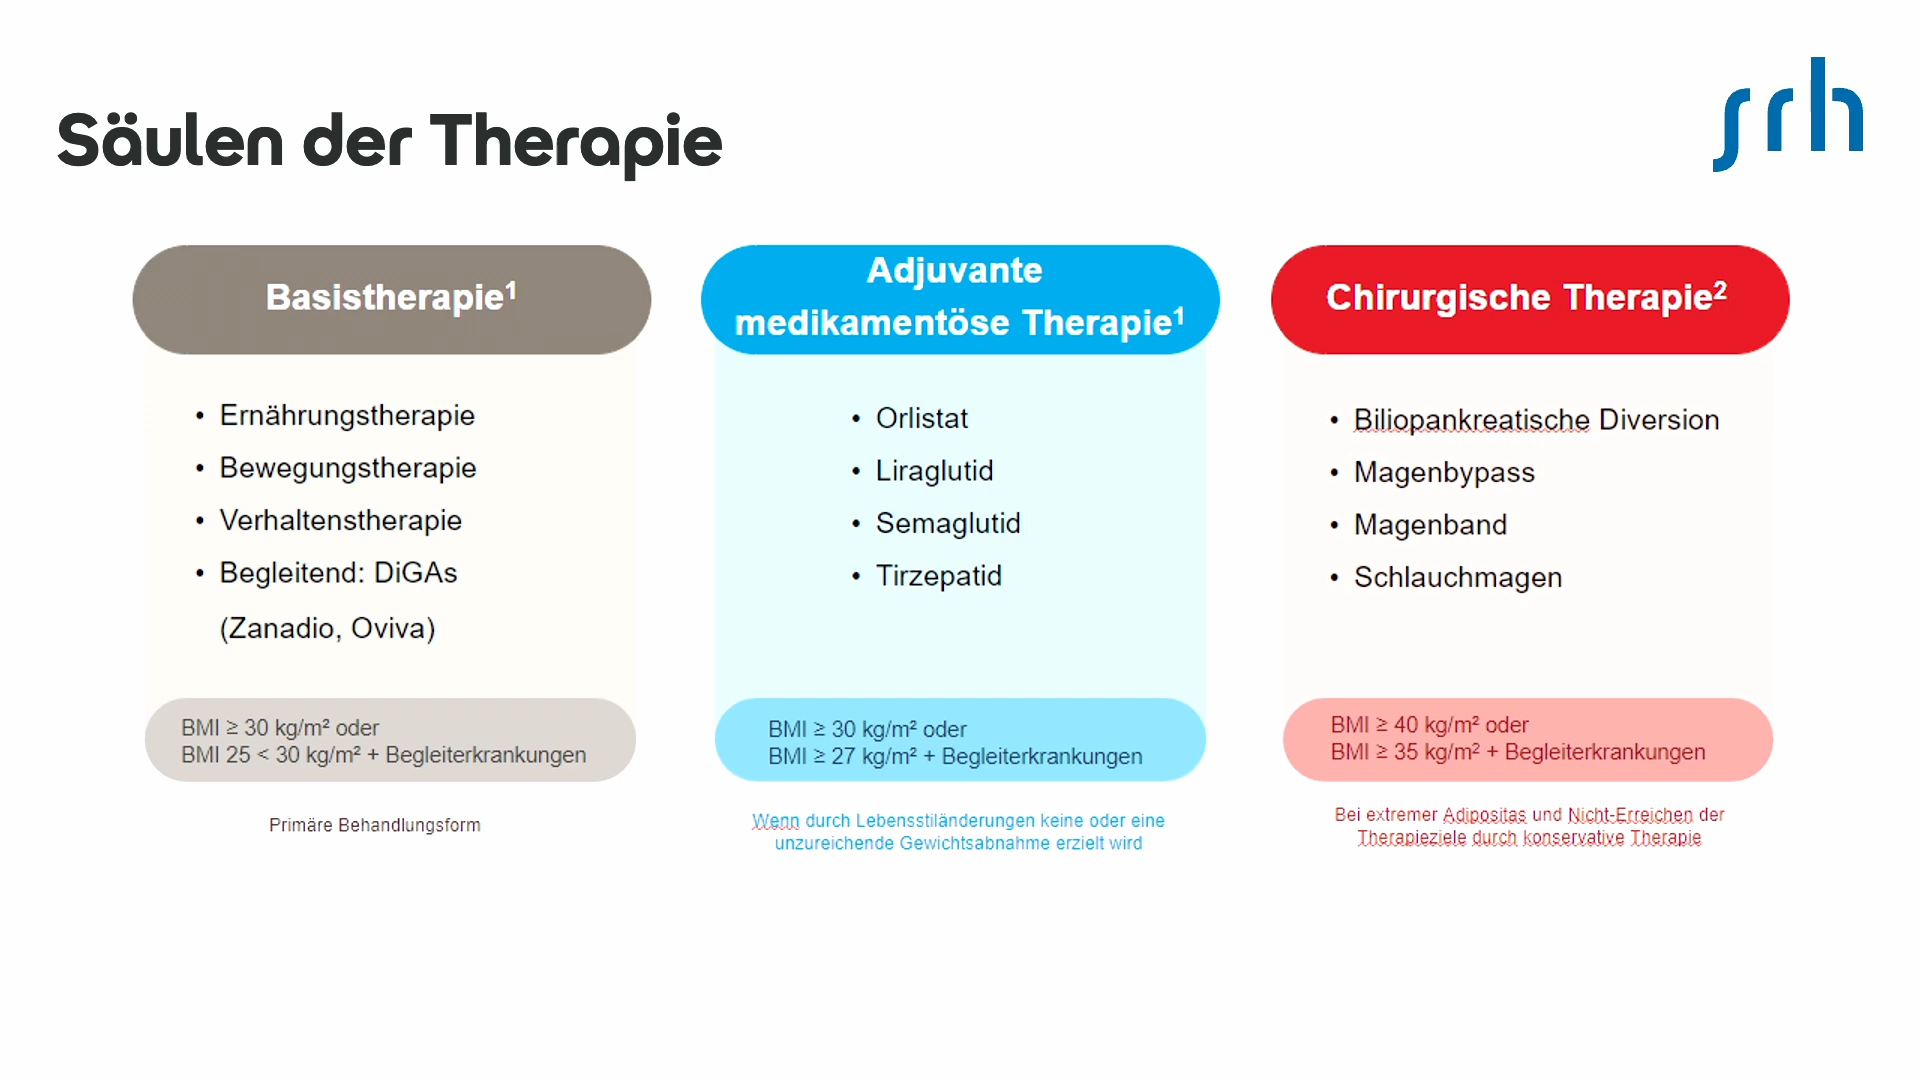 Säulen der Therapie
srh
Basistherapie¹
Ernährungstherapie
Bewegungstherapie
Verhaltenstherapie
Begleitend: DiGAs
(Zanadio, Oviva)
BMI ≥ 30 kg/m² oder
BMI 25 < 30 kg/m² + Begleiterkrankungen
Primäre Behandlungsform
Adjuvante
medikamentöse Therapie¹
Orlistat
Liraglutid
Semaglutid
Tirzepatid
BMI ≥ 30 kg/m² oder
BMI ≥ 27 kg/m² + Begleiterkrankungen
Wenn durch Lebensstiländerungen keine oder eine
unzureichende Gewichtsabnahme erzielt wird
Chirurgische Therapie²
Biliopankreatische Diversion
Magenbypass
Magenband
Schlauchmagen
BMI ≥ 40 kg/m² oder
BMI ≥ 35 kg/m² + Begleiterkrankungen
Bei extremer Adipositas und Nicht-Erreichen der
Therapieziele durch konservative Therapie